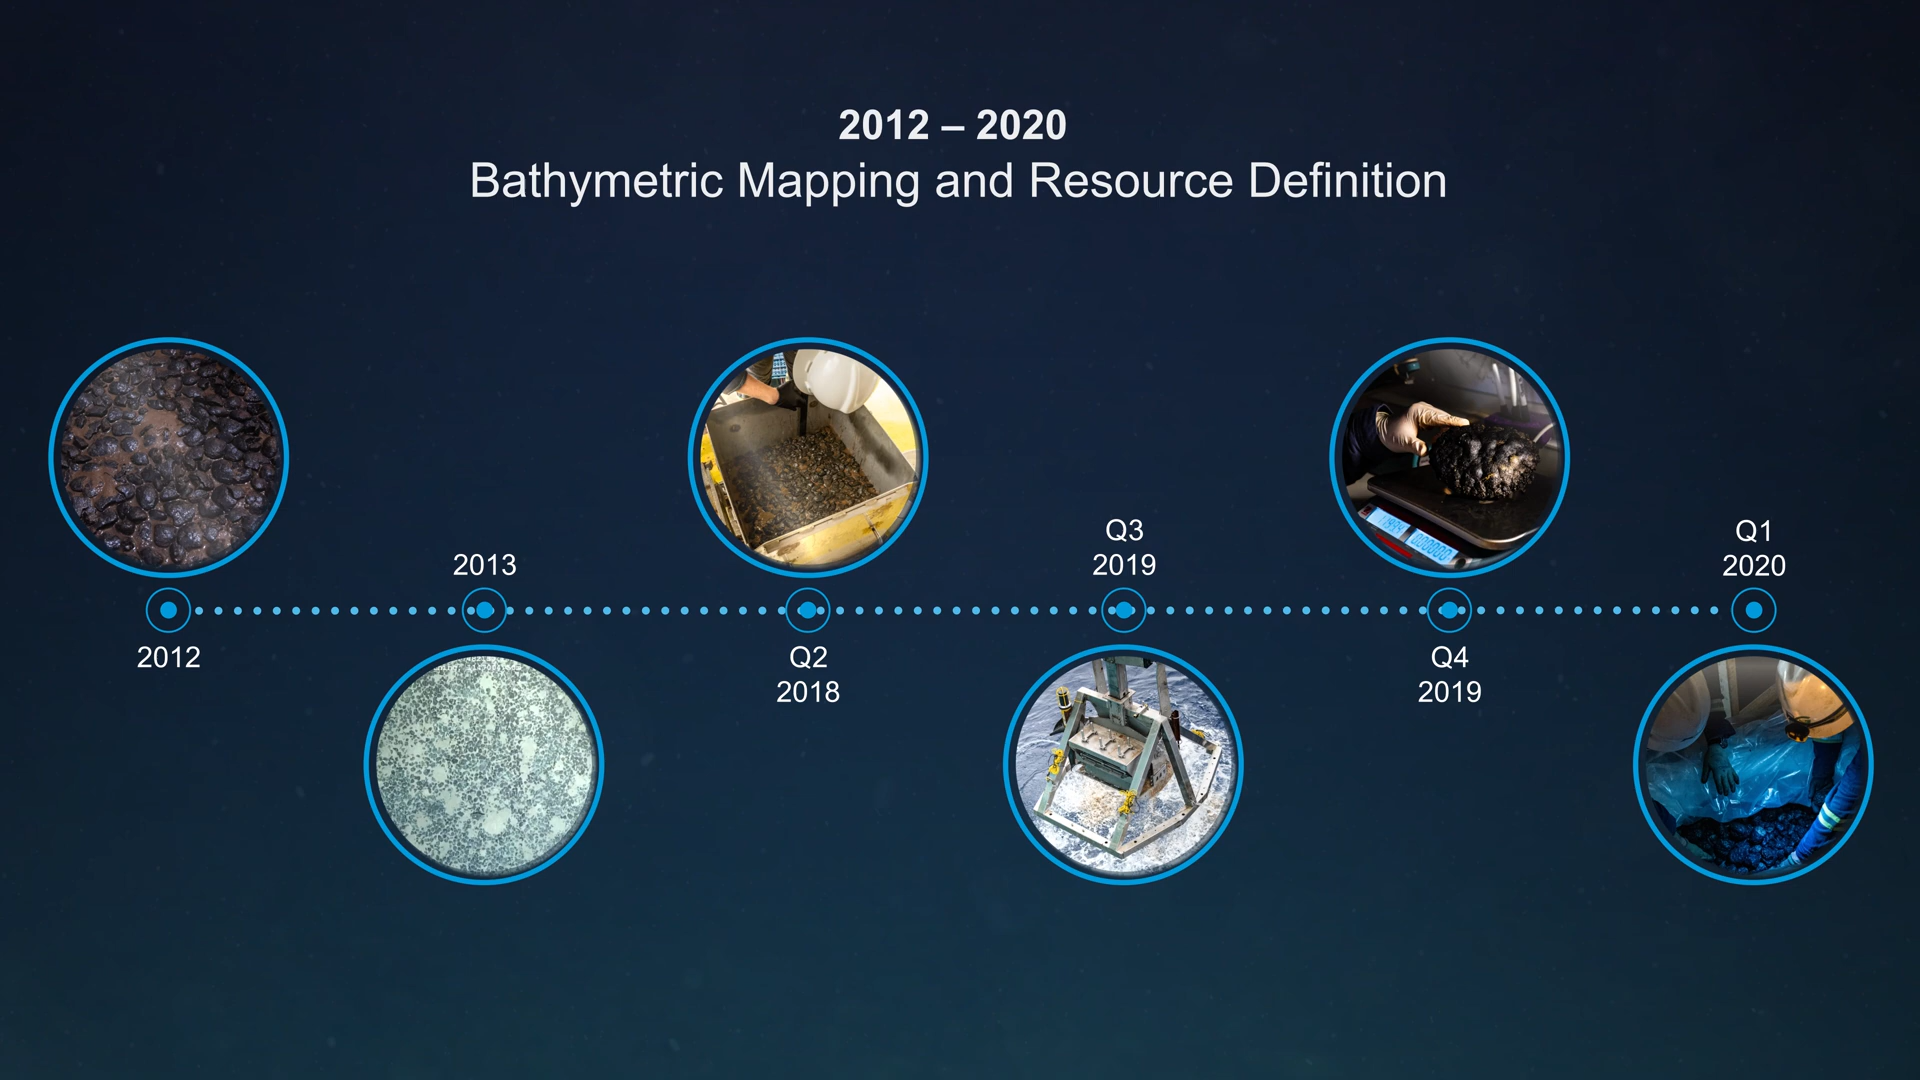 2012 – 2020
Bathymetric Mapping and Resource Definition
2012
2013
Q2
2018
Q3
2019
Q4
2019
Q1
2020